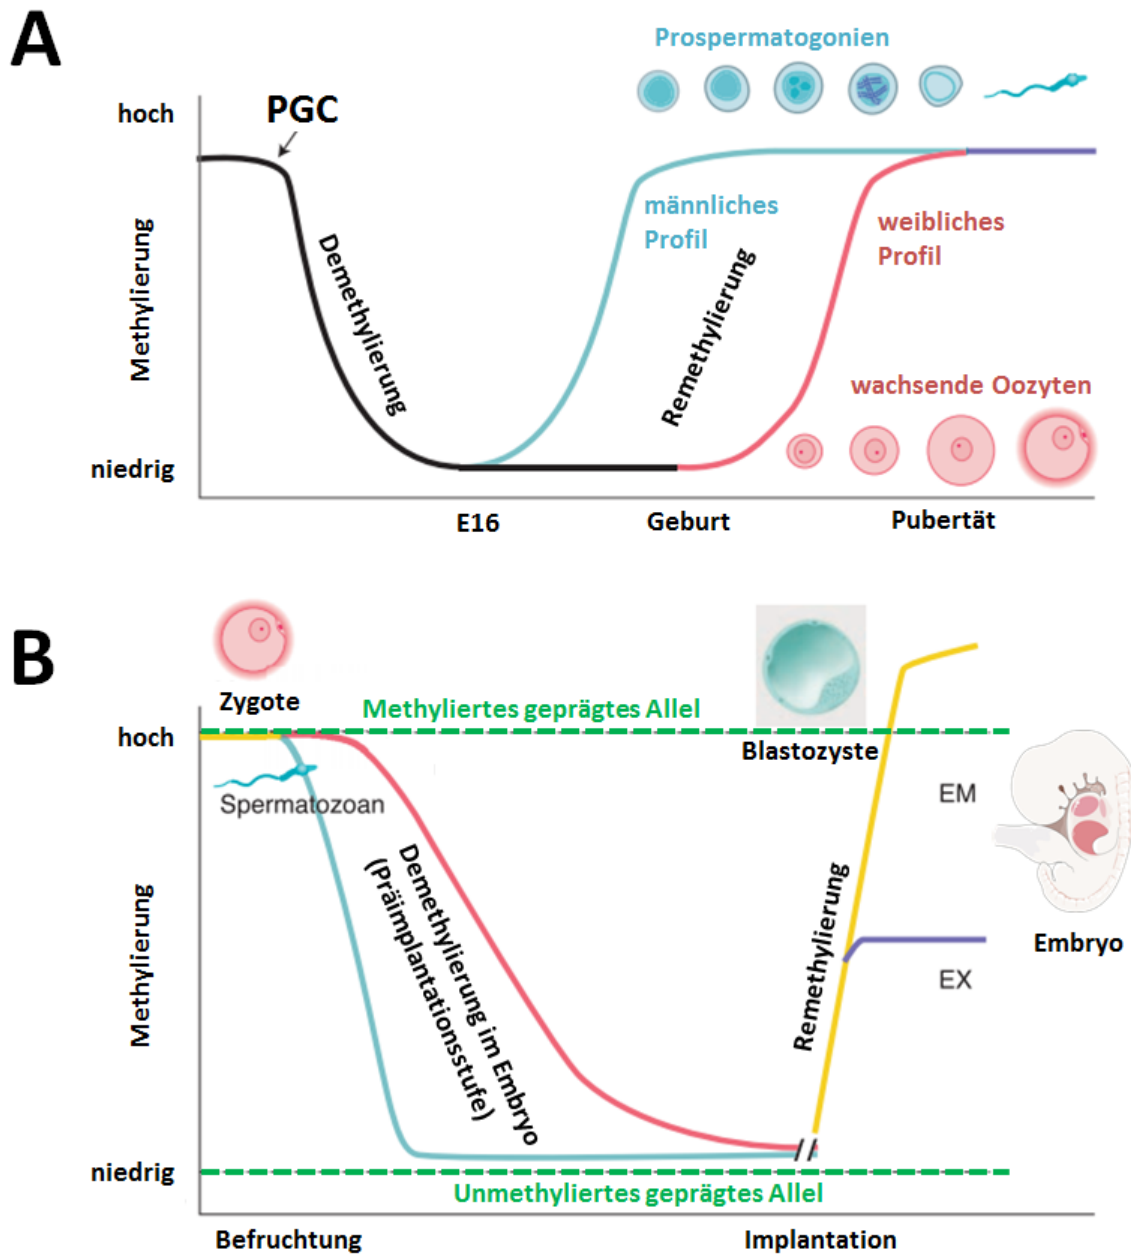 A
Prospermatogonien
hoch
PGC
männliches
Profil
weibliches
Profil
Methylierung
Demethylierung
Remethylierung
wachsende Oozyten
niedrig
E16
Geburt
Pubertät
B
Zygote
Methyliertes geprägtes Allel
hoch
Blastozyste
Spermatozoan
EM
Methylierung
Demethylierung im Embryo
(Präimplantationsstufe)
Remethylierung
Embryo
EX
niedrig
Unmethyliertes geprägtes Allel
Befruchtung
Implantation